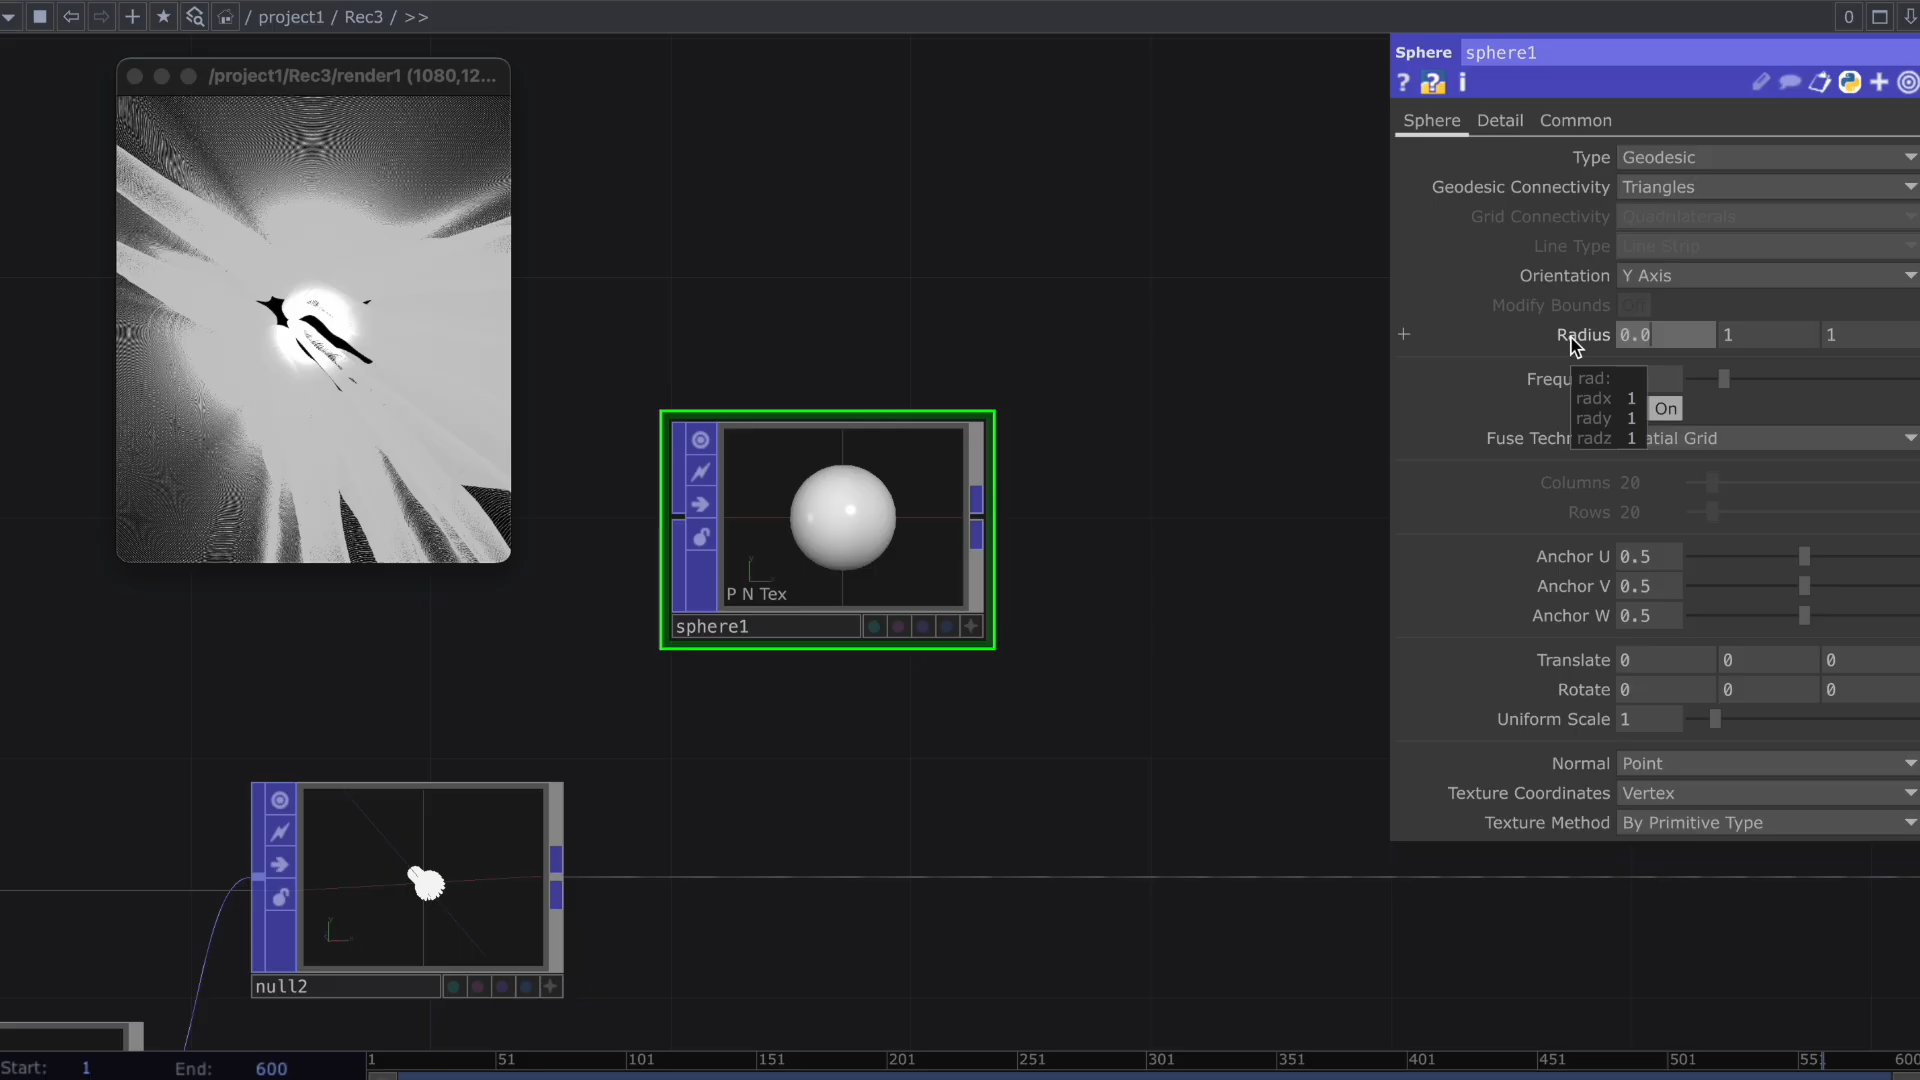 / project1 / Rec3 / >>
0
/project1/Rec3/render1 (1080,12...
Sphere sphere1
? ? i
Sphere Detail Common
Type Geodesic
Geodesic Connectivity Triangles
Grid Connectivity Quadrilaterals
Line Type Line Strip
Orientation Y Axis
Modify Bounds Off
+ Radius 0.0 1 1
Frequ
rad:
radx 1
rady 1
radz 1
On
Fuse Techn
atial Grid
Columns 20
Rows 20
Anchor U 0.5
Anchor V 0.5
Anchor W 0.5
Translate 0 0 0
Rotate 0 0 0
Uniform Scale 1
Normal Point
Texture Coordinates Vertex
Texture Method By Primitive Type
P N Tex
sphere1
null2
Start: 1 End: 600
1 51 101 151 201 251 301 351 401 451 501 551 600